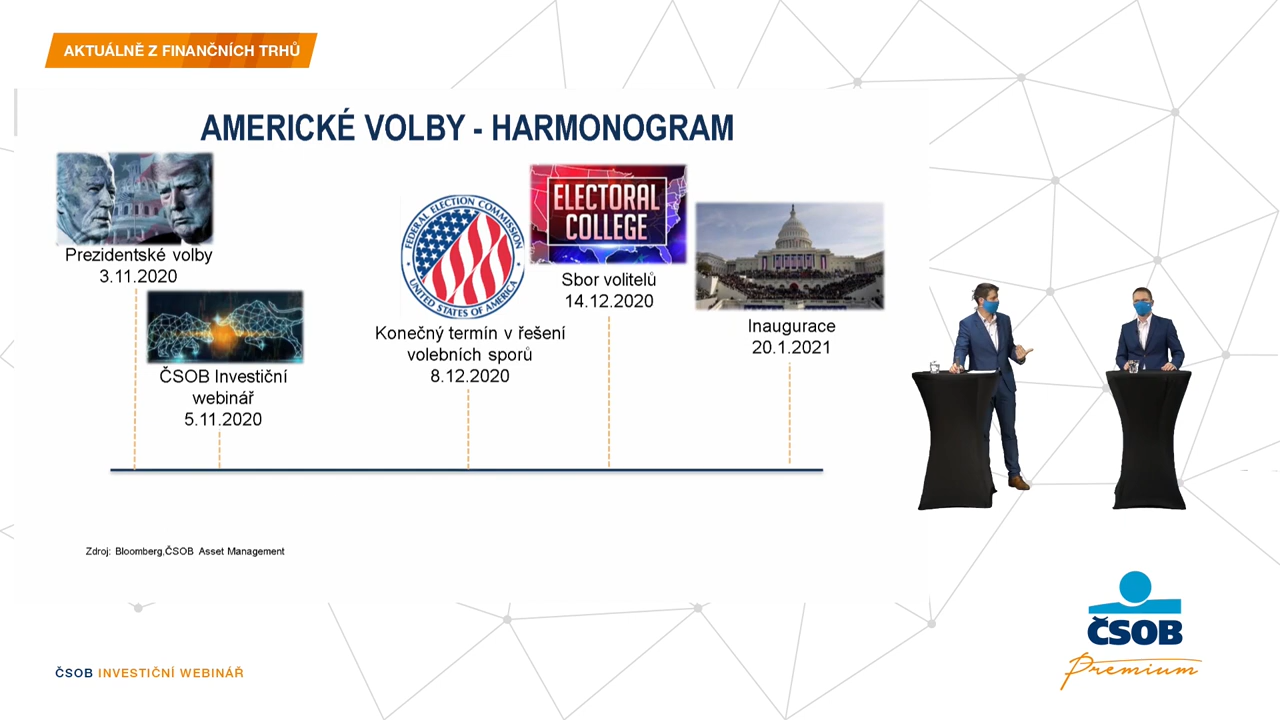 AKTUÁLNĚ Z FINANČNÍCH TRHŮ
AMERICKÉ VOLBY - HARMONOGRAM
Prezidentské volby
3.11.2020
ČSOB Investiční
webinář
5.11.2020
FEDERAL ELECTION COMMISSION
UNITED STATES OF AMERICA
Konečný termín v řešení
volebních sporů
8.12.2020
ELECTORAL
COLLEGE
Sbor volitelů
14.12.2020
Inaugurace
20.1.2021
Zdroj: Bloomberg,ČSOB Asset Management
ČSOB INVESTIČNÍ WEBINÁŘ
ČSOB
Premium